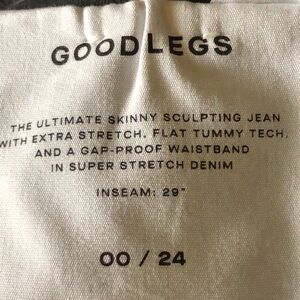 GOODLEGS
THE ULTIMATE SKINNY SCULPTING JEAN
WITH EXTRA STRETCH, FLAT TUMMY TECH,
AND A GAP-PROOF WAISTBAND
IN SUPER STRETCH DENIM
INSEAM: 29"
00 / 24